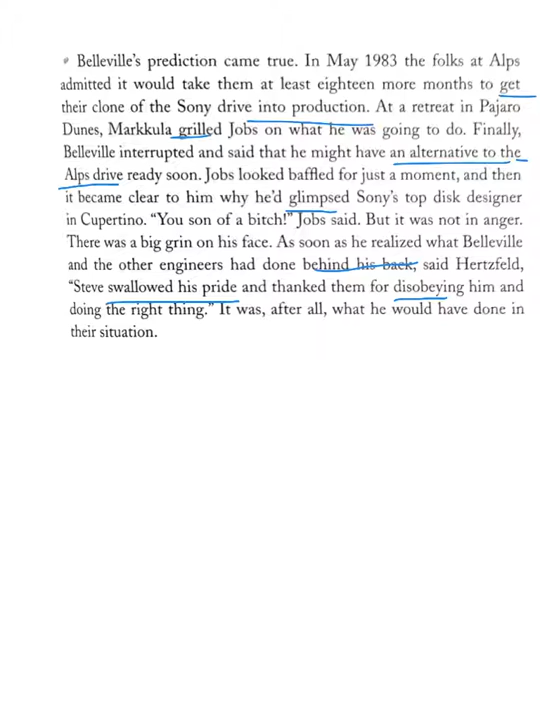 Belleville's prediction came true. In May 1983 the folks at Alps
admitted it would take them at least eighteen more months to get
their clone of the Sony drive into production. At a retreat in Pajaro
Dunes, Markkula grilled Jobs on what he was going to do. Finally,
Belleville interrupted and said that he might have an alternative to the
Alps drive ready soon. Jobs looked baffled for just a moment, and then
it became clear to him why he'd glimpsed Sony's top disk designer
in Cupertino. “You son of a bitch!” Jobs said. But it was not in anger.
There was a big grin on his face. As soon as he realized what Belleville
and the other engineers had done behind his back, said Hertzfeld,
“Steve swallowed his pride and thanked them for disobeying him and
doing the right thing.” It was, after all, what he would have done in
their situation.